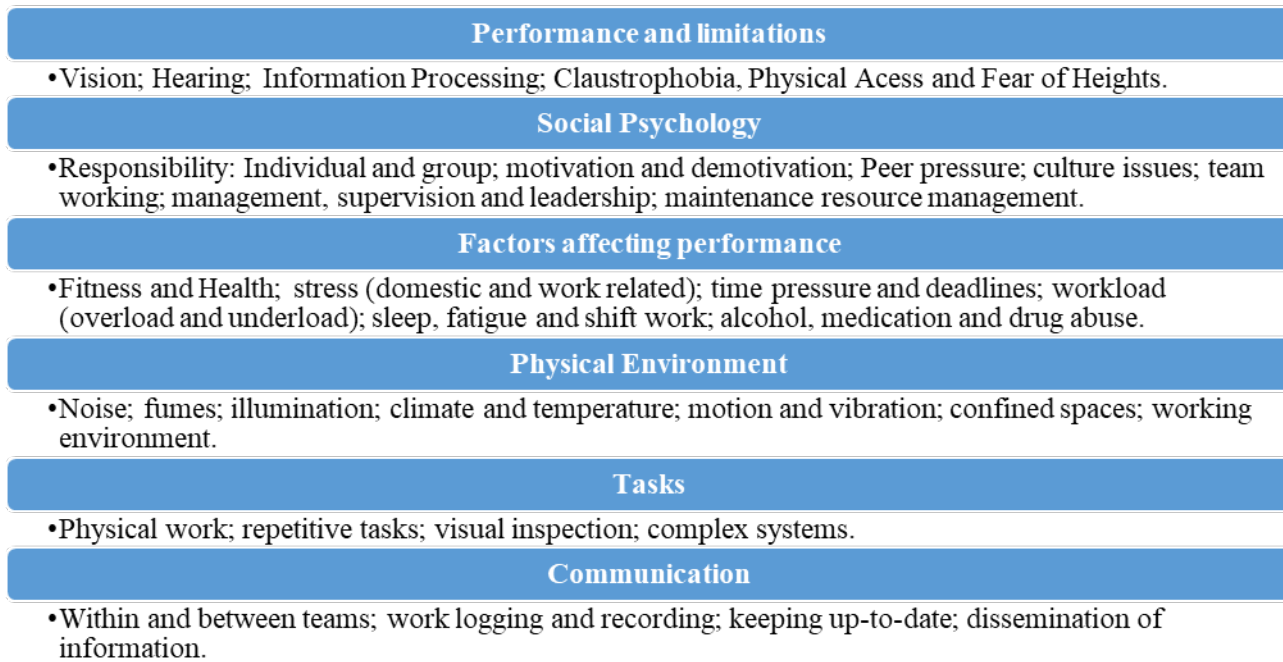 Performance and limitations
•Vision; Hearing; Information Processing; Claustrophobia, Physical Acess and Fear of Heights.
Social Psychology
•Responsibility: Individual and group; motivation and demotivation; Peer pressure; culture issues; team
working; management, supervision and leadership; maintenance resource management.
Factors affecting performance
•Fitness and Health; stress (domestic and work related); time pressure and deadlines; workload
(overload and underload); sleep, fatigue and shift work; alcohol, medication and drug abuse.
Physical Environment
•Noise; fumes; illumination; climate and temperature; motion and vibration; confined spaces; working
environment.
Tasks
•Physical work; repetitive tasks; visual inspection; complex systems.
Communication
•Within and between teams; work logging and recording; keeping up-to-date; dissemination of
information.